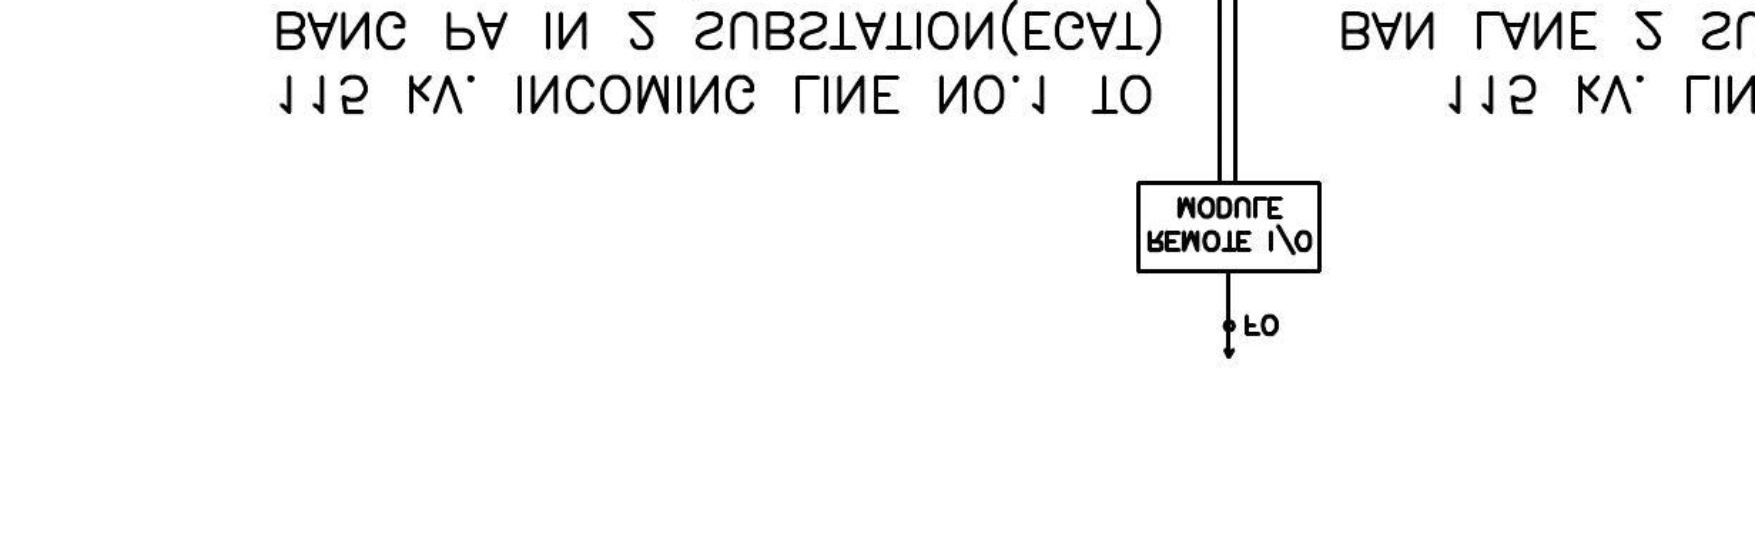 FO
REMOTE I/O
MODULE
115 kV. INCOMING LINE NO.1 TO
BANG PA IN 2 SUBSTATION(EGAT)
115 kV. LIN
BAN LANE 2 SU